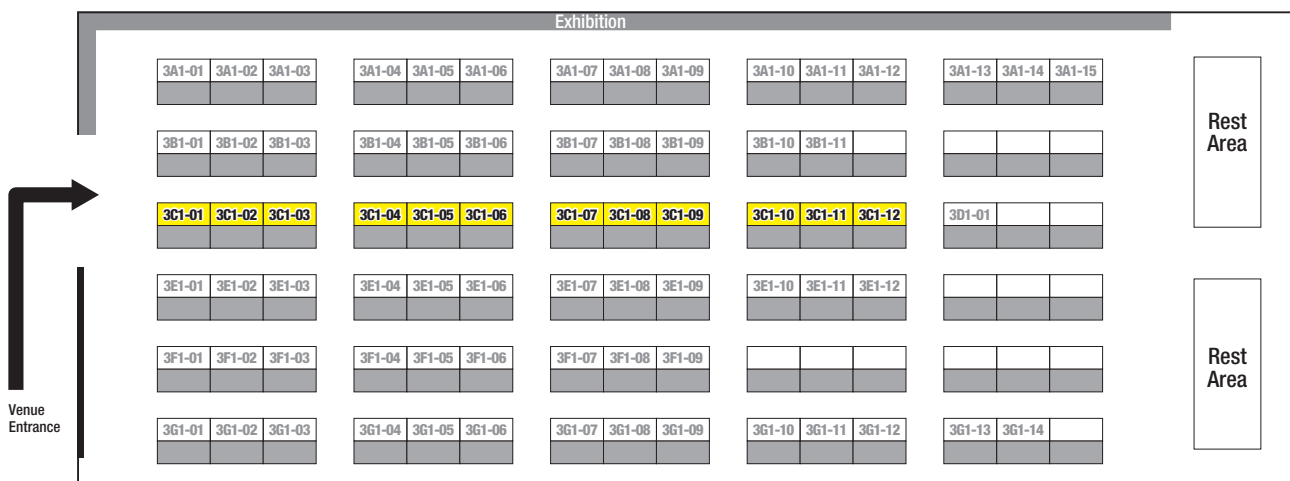 Exhibition
3A1-01 3A1-02 3A1-03 3A1-04 3A1-05 3A1-06 3A1-07 3A1-08 3A1-09 3A1-10 3A1-11 3A1-12 3A1-13 3A1-14 3A1-15
3B1-01 3B1-02 3B1-03 3B1-04 3B1-05 3B1-06 3B1-07 3B1-08 3B1-09 3B1-10 3B1-11
3C1-01 3C1-02 3C1-03 3C1-04 3C1-05 3C1-06 3C1-07 3C1-08 3C1-09 3C1-10 3C1-11 3C1-12 3D1-01
3E1-01 3E1-02 3E1-03 3E1-04 3E1-05 3E1-06 3E1-07 3E1-08 3E1-09 3E1-10 3E1-11 3E1-12
3F1-01 3F1-02 3F1-03 3F1-04 3F1-05 3F1-06 3F1-07 3F1-08 3F1-09
3G1-01 3G1-02 3G1-03 3G1-04 3G1-05 3G1-06 3G1-07 3G1-08 3G1-09 3G1-10 3G1-11 3G1-12 3G1-13 3G1-14
Rest
Area
Rest
Area
Venue
Entrance